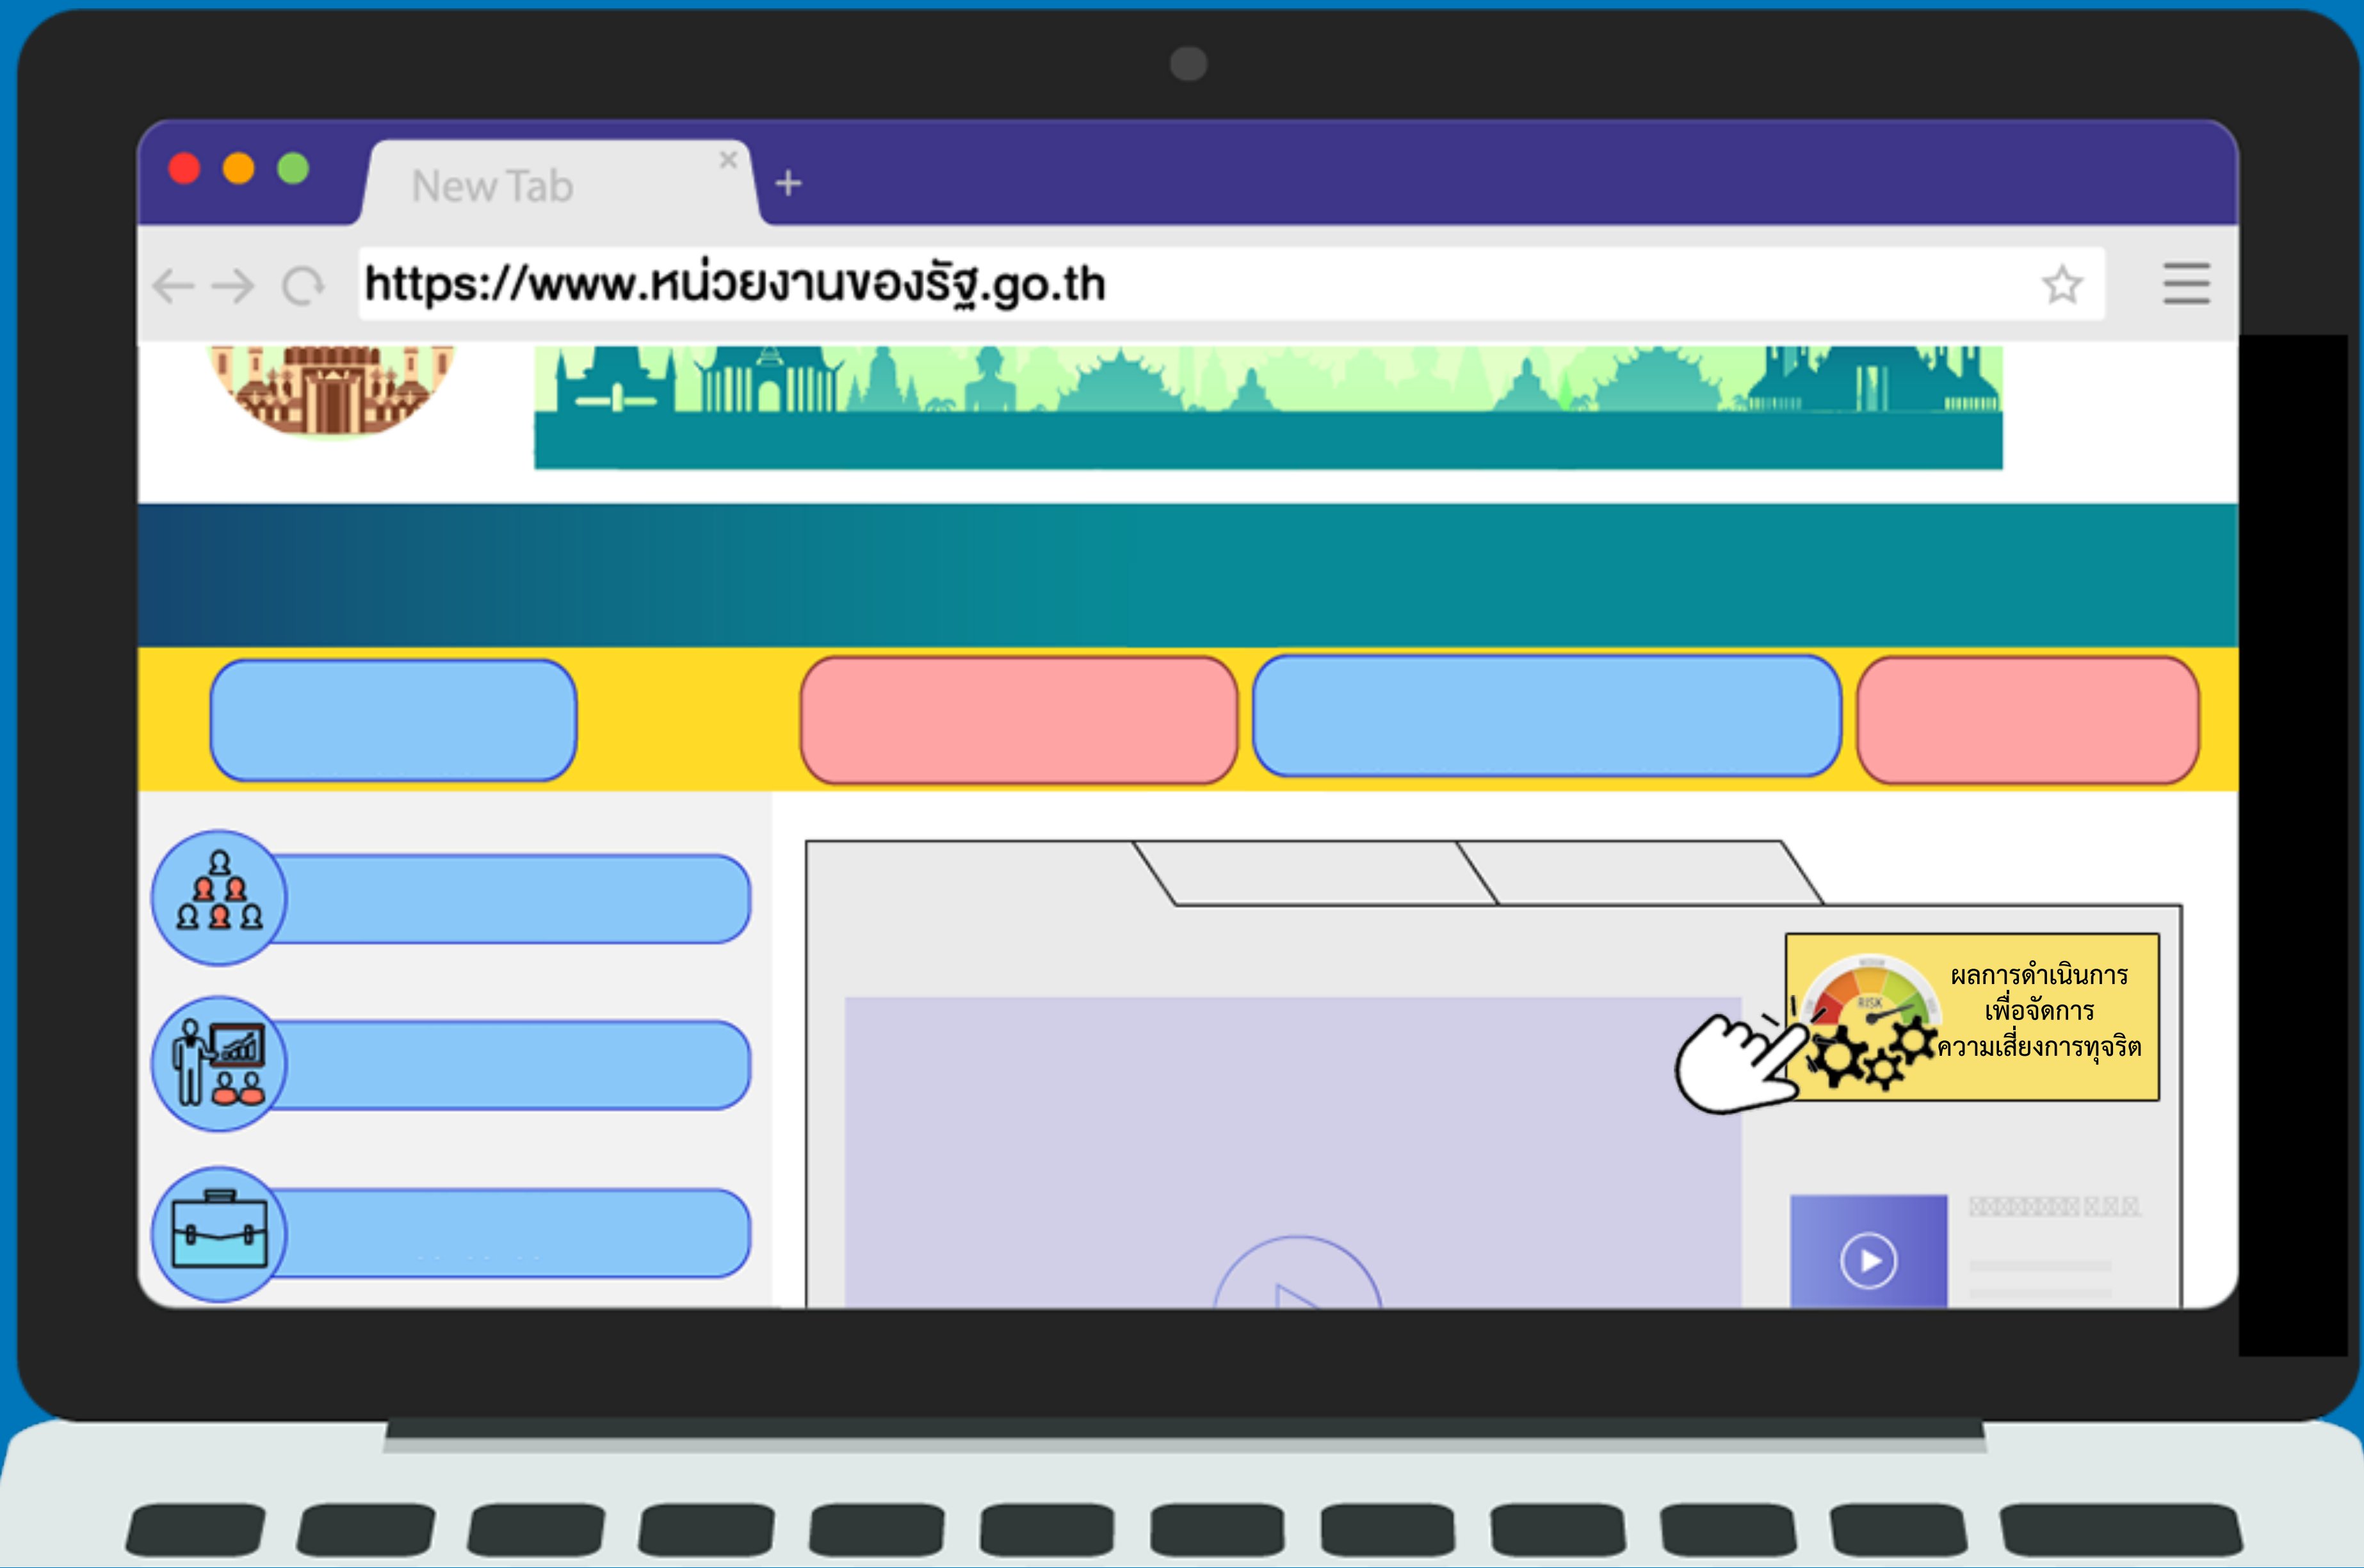 New Tab
https://www.หน่วยงานของรัฐ.go.th
ผลการดำเนินการ
เพื่อจัดการ
ความเสี่ยงการทุจริต
RISK